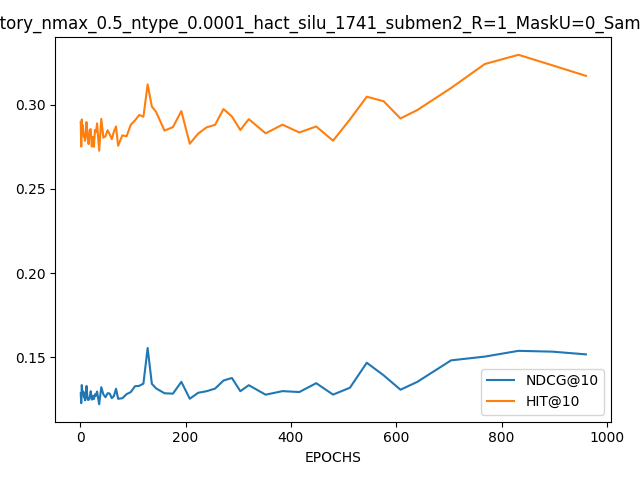 tory_nmax_0.5_ntype_0.0001_hact_silu_1741_submen2_R=1_MaskU=0_Sam
0.30
0.25
0.20
0.15
NDCG@10
HIT@10
0 200 400 600 800 1000
EPOCHS